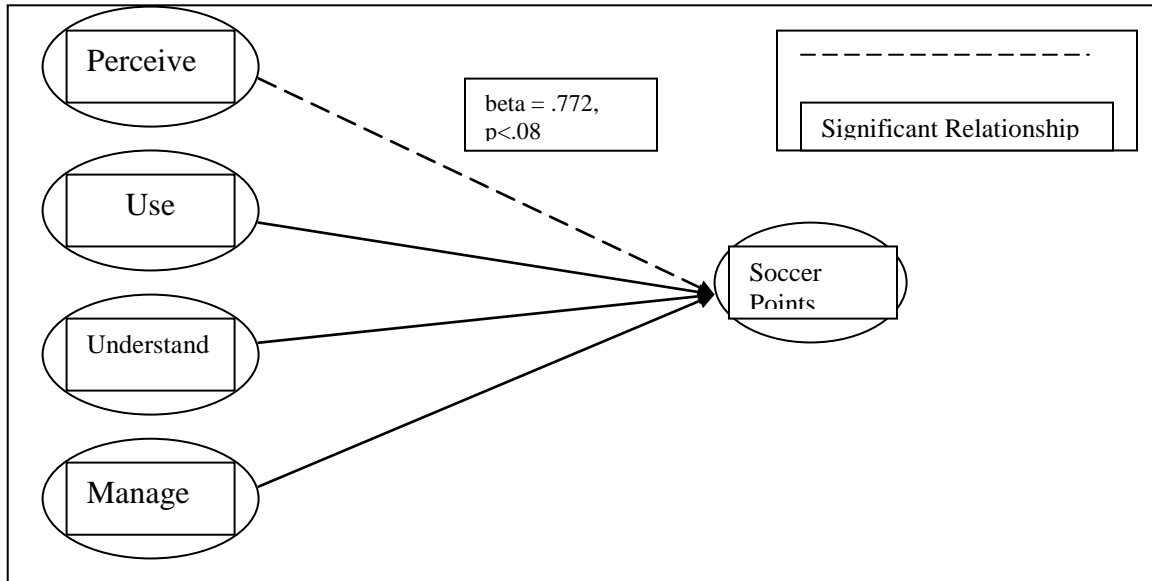 Perceive
beta = .772,
p<.08
Significant Relationship
Use
Soccer
Points
Understand
Manage